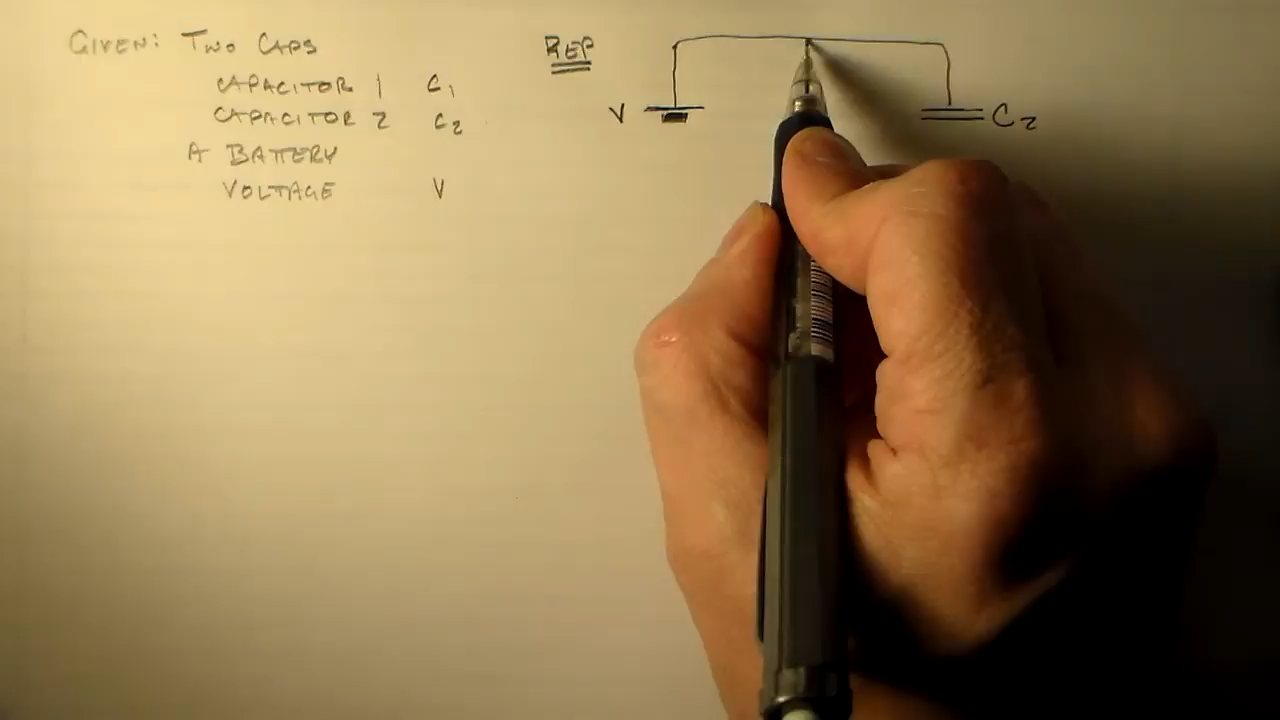 GIVEN: TWO CAPS
CAPACITOR 1 C1
CAPACITOR 2 C2
A BATTERY
VOLTAGE V
REP
V
C2